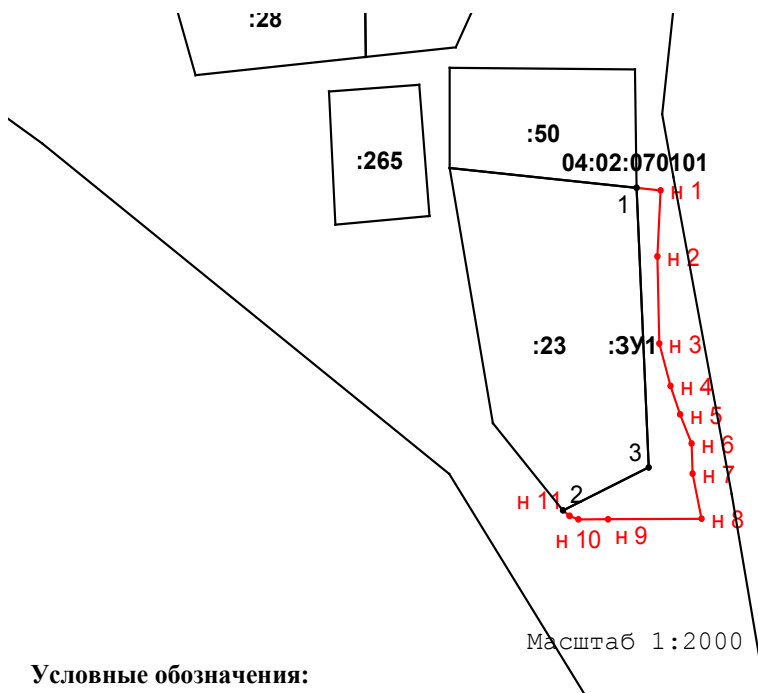 :28
:50
:265
04:02:070101
1
н 1
н 2
:23
:ЗУ1
н 3
н 4
н 5
н 6
3
н 7
н 11
2
н 8
н 10
н 9
Масштаб 1:2000
Условные обозначения: